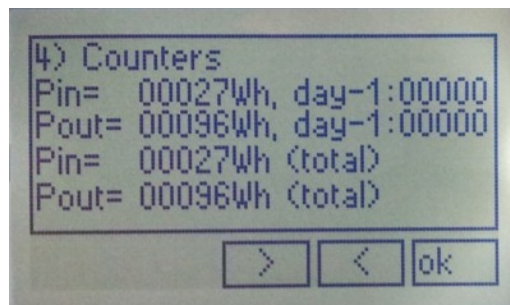 4) Counters
Pin= 00027Wh, day-1:00000
Pout= 00096Wh, day-1:00000
Pin= 00027Wh (total)
Pout= 00096Wh (total)
> < ok